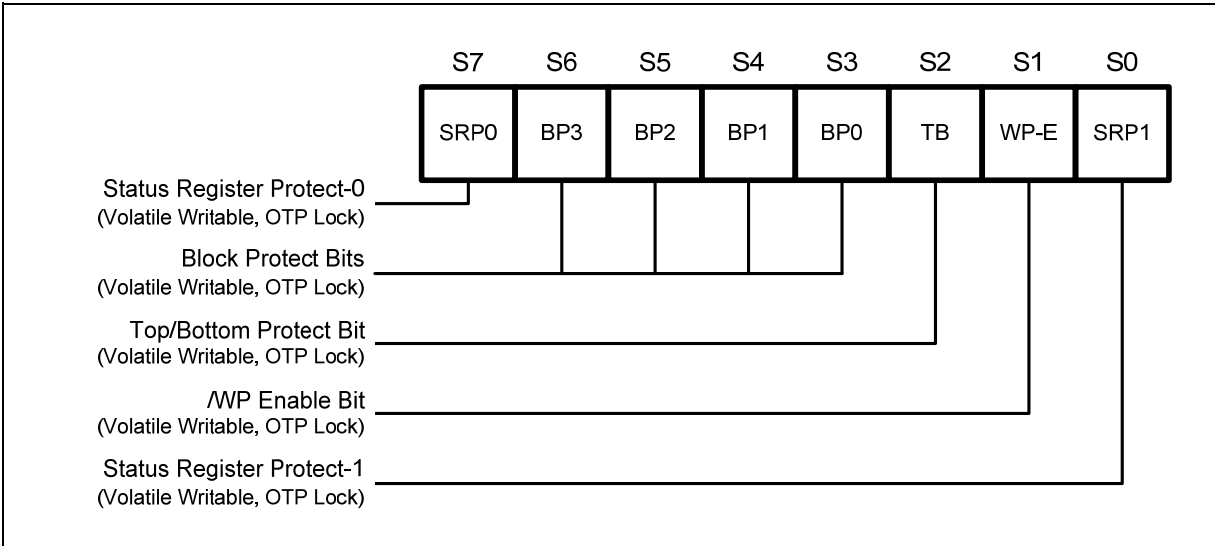 S7 S6 S5 S4 S3 S2 S1 S0
SRP0 BP3 BP2 BP1 BP0 TB WP-E SRP1
Status Register Protect-0
(Volatile Writable, OTP Lock)
Block Protect Bits
(Volatile Writable, OTP Lock)
Top/Bottom Protect Bit
(Volatile Writable, OTP Lock)
/WP Enable Bit
(Volatile Writable, OTP Lock)
Status Register Protect-1
(Volatile Writable, OTP Lock)